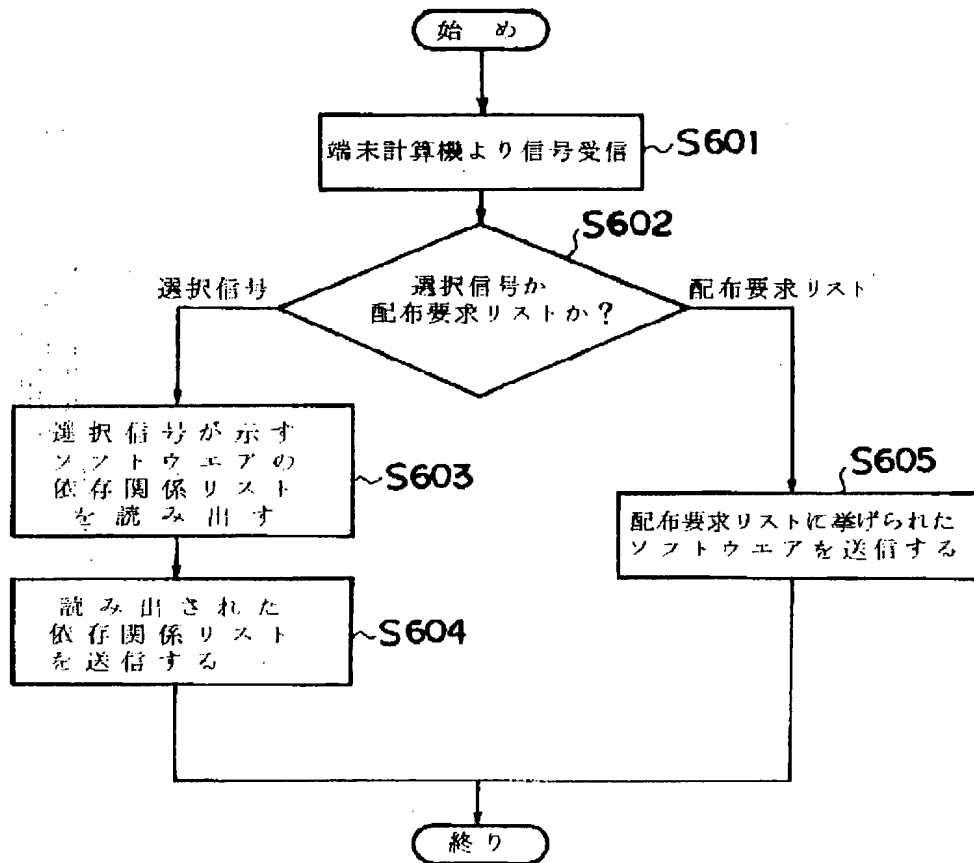 始め
端末計算機より信号受信
S601
S602
選択信号か
配布要求リストか？
選択信号
配布要求リスト
選択信号が示す
ソフトウエアの
依存関係リスト
を読み出す
S603
読み出された
依存関係リスト
を送信する
S604
S605
配布要求リストに挙げられた
ソフトウエアを送信する
終り